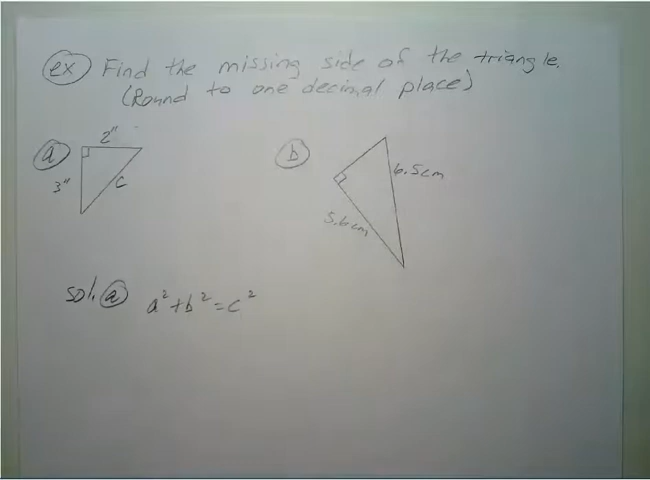 ex Find the missing side of the triangle.
(Round to one decimal place)
a 2"
3" c
b 6.5cm
5.6cm
sol. a a²+b²=c²